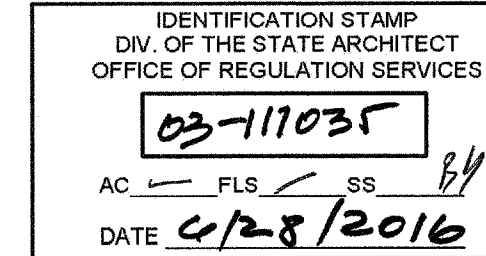 IDENTIFICATION STAMP
DIV. OF THE STATE ARCHITECT
OFFICE OF REGULATION SERVICES
03-117035
AC — FLS / SS BY
DATE 6/28/2016